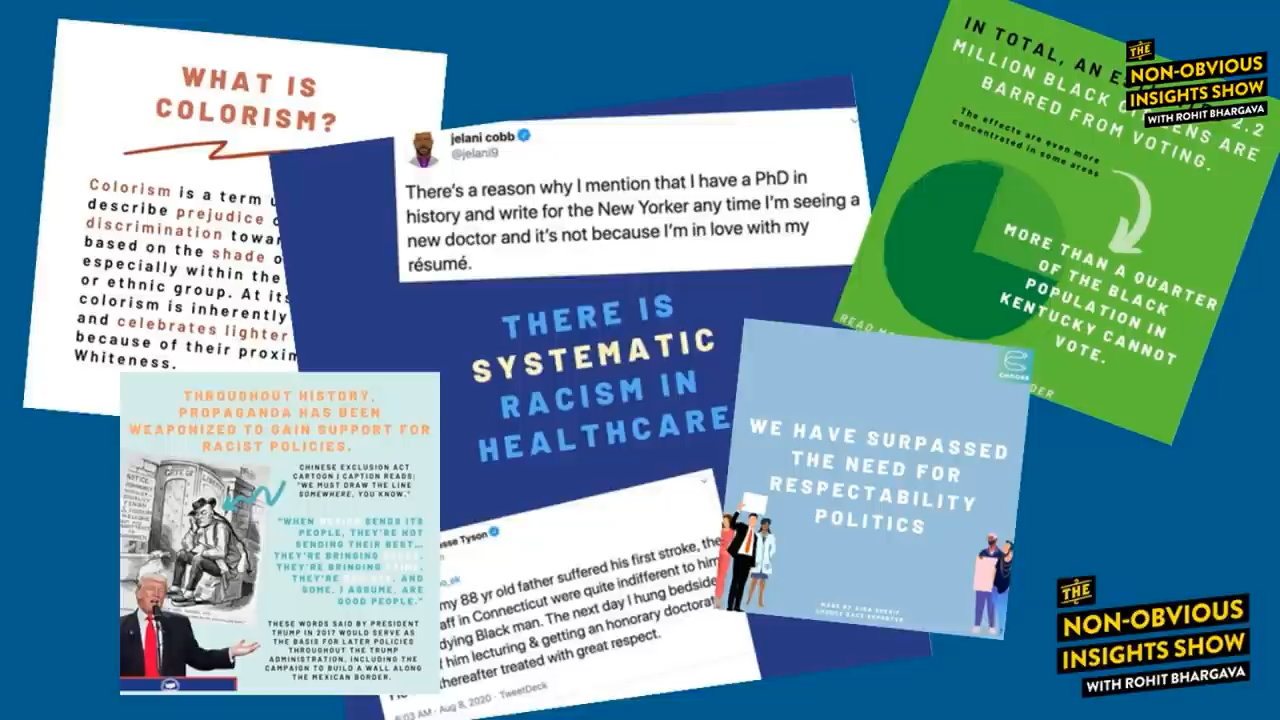 WHAT IS
COLORISM?
Colorism is a term
describe prejudice
discrimination
based on the shade
especially within the
or ethnic group. At its
colorism is inherently
and celebrates lighter
because of their
Whiteness.
jelani cobb
@jelani9
There's a reason why I mention that I have a PhD in
history and write for the New Yorker any time I'm seeing a
new doctor and it's not because I'm in love with my
résumé.
THERE IS
SYSTEMATIC
RACISM IN
HEALTHCARE
IN TOTAL, AN
MILLION BLACK 2.2
BARRED FROM VOTING. ARE
The effects are even more
concentrated in some areas
MORE THAN A QUARTER
OF THE BLACK
POPULATION IN
KENTUCKY CANNOT
VOTE.
READ
THE
NON-OBVIOUS
INSIGHTS SHOW
WITH ROHIT BHARGAVA
THROUGHOUT HISTORY,
PROPAGANDA HAS BEEN
WEAPONIZED TO GAIN SUPPORT FOR
RACIST POLICIES.
CHINESE EXCLUSION ACT
CARTOON | CAPTION READS:
"WE MUST DRAW THE LINE
SOMEWHERE, YOU KNOW."
"WHEN MEXICO SENDS ITS
PEOPLE, THEY'RE NOT
SENDING THEIR BEST...
THEY'RE BRINGING
THEY'RE BRINGING
THEY'RE AND
SOME, I ASSUME, ARE
GOOD PEOPLE."
THESE WORDS SAID BY PRESIDENT
TRUMP IN 2017 WOULD SERVE AS
THE BASIS FOR LATER POLICIES
THROUGHOUT THE TRUMP
ADMINISTRATION, INCLUDING THE
CAMPAIGN TO BUILD A WALL ALONG
THE MEXICAN BORDER.
Tyson
my 88 yr old father suffered his first stroke, the
in Connecticut were quite indifferent to him
dying Black man. The next day I hung bedside
him lecturing & getting an honorary
thereafter treated with great respect.
6:03 AM · Aug 8, 2020 · TweetDeck
WE HAVE SURPASSED
THE NEED FOR
RESPECTABILITY
POLITICS
THE
NON-OBVIOUS
INSIGHTS SHOW
WITH ROHIT BHARGAVA